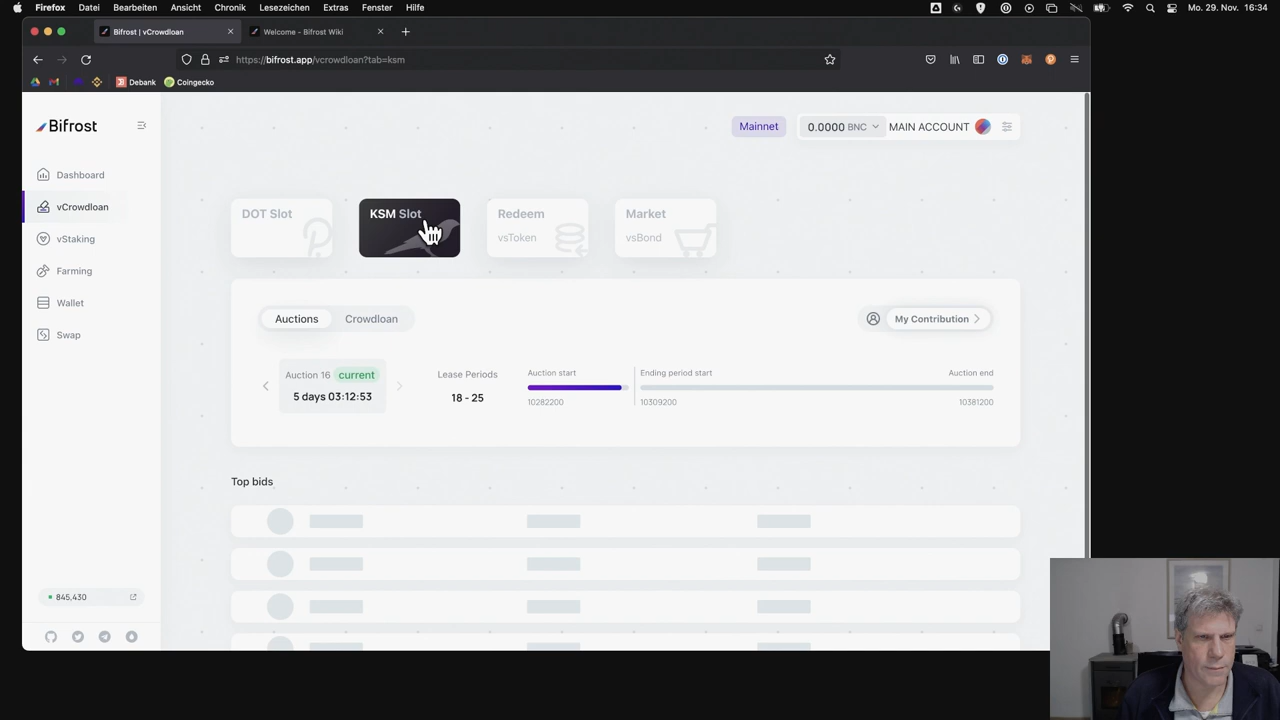 Firefox Datei Bearbeiten Ansicht Chronik Lesezeichen Extras Fenster Hilfe
Mo. 29. Nov. 16:34
Bifrost | vCrowdloan
Welcome - Bifrost Wiki
https://bifrost.app/vcrowdloan?tab=ksm
Debank Coingecko
Bifrost
Mainnet 0.0000 BNC MAIN ACCOUNT
Dashboard
vCrowdloan
vStaking
Farming
Wallet
Swap
DOT Slot
KSM Slot
Redeem
vsToken
Market
vsBond
Auctions Crowdloan
My Contribution
Auction 16 current
5 days 03:12:53
Lease Periods
18 - 25
Auction start Ending period start Auction end
10282200 10309200 10381200
Top bids
845,430